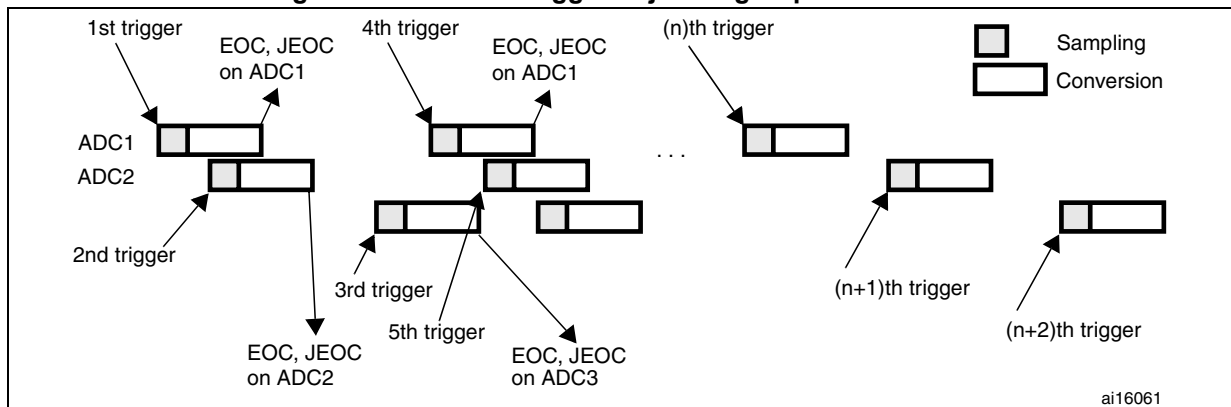 1st trigger
EOC, JEOC
on ADC1
4th trigger
EOC, JEOC
on ADC1
(n)th trigger
Sampling
Conversion
ADC1
ADC2
. . .
2nd trigger
3rd trigger
5th trigger
(n+1)th trigger
(n+2)th trigger
EOC, JEOC
on ADC2
EOC, JEOC
on ADC3
ai16061